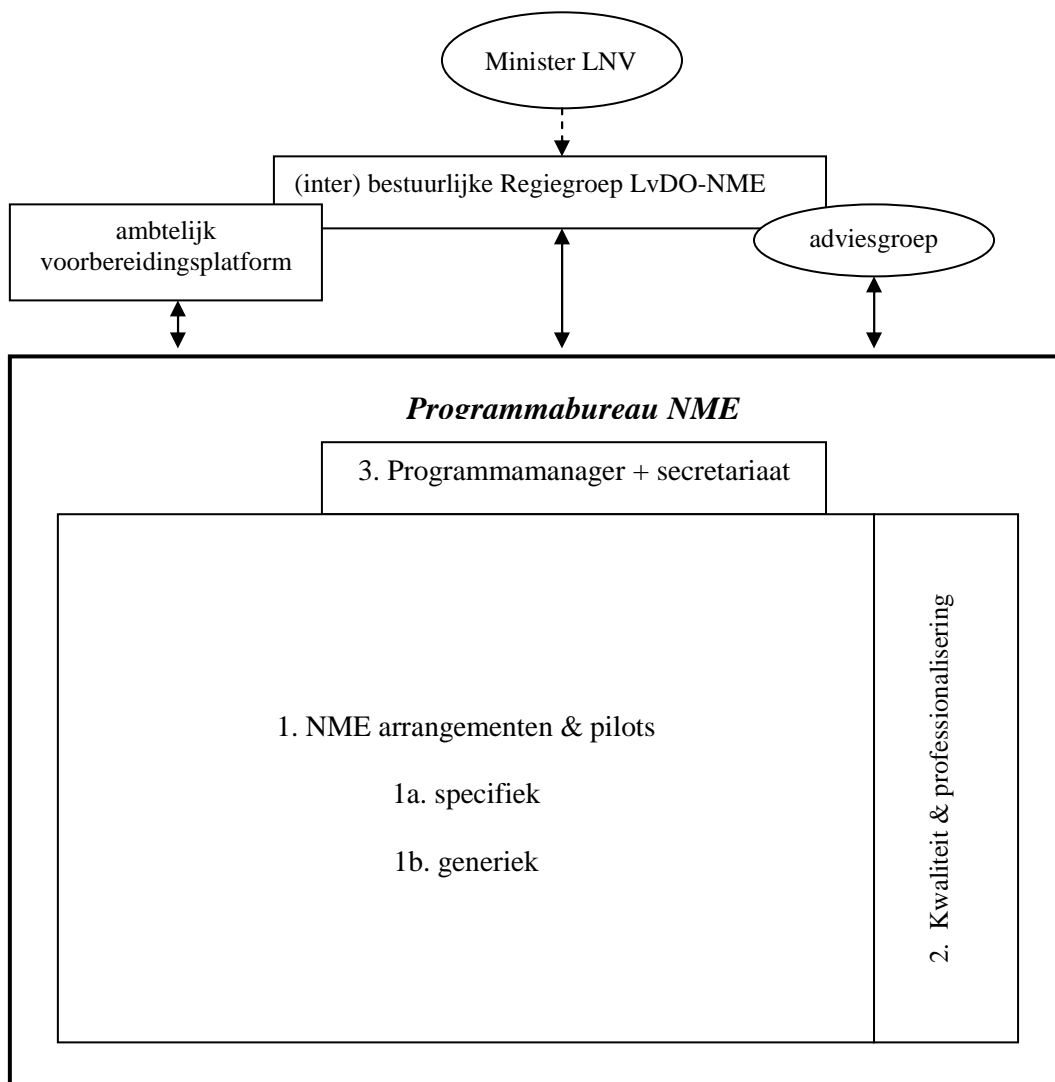 Minister LNV
(inter) bestuurlijke Regiegroep LvDO-NME
ambtelijk
voorbereidingsplatform
adviesgroep
Programmabureau NME
3. Programmamanager + secretariaat
1. NME arrangementen & pilots
1a. specifiek
1b. generiek
2. Kwaliteit & professionalisering